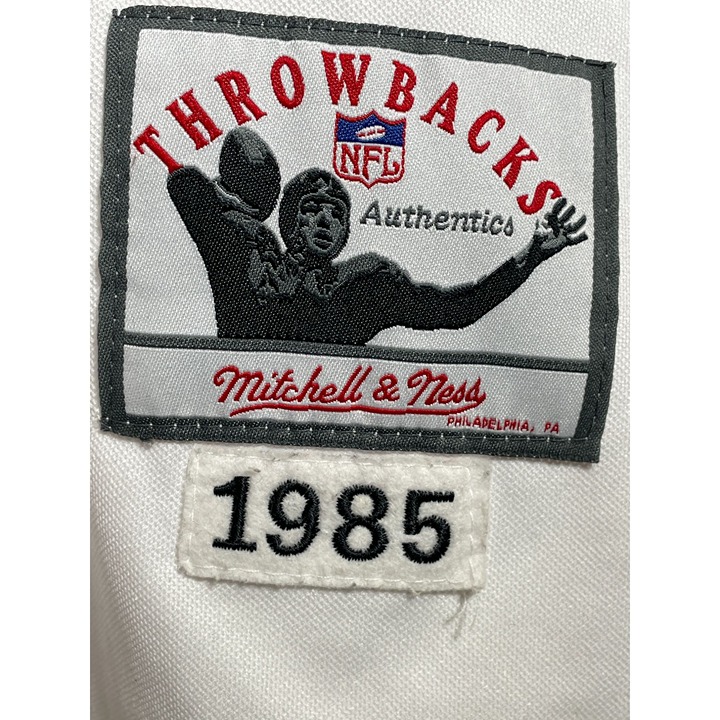 THROWBACKS
NFL
Authentics
Mitchell & Ness
PHILADELPHIA, PA
1985